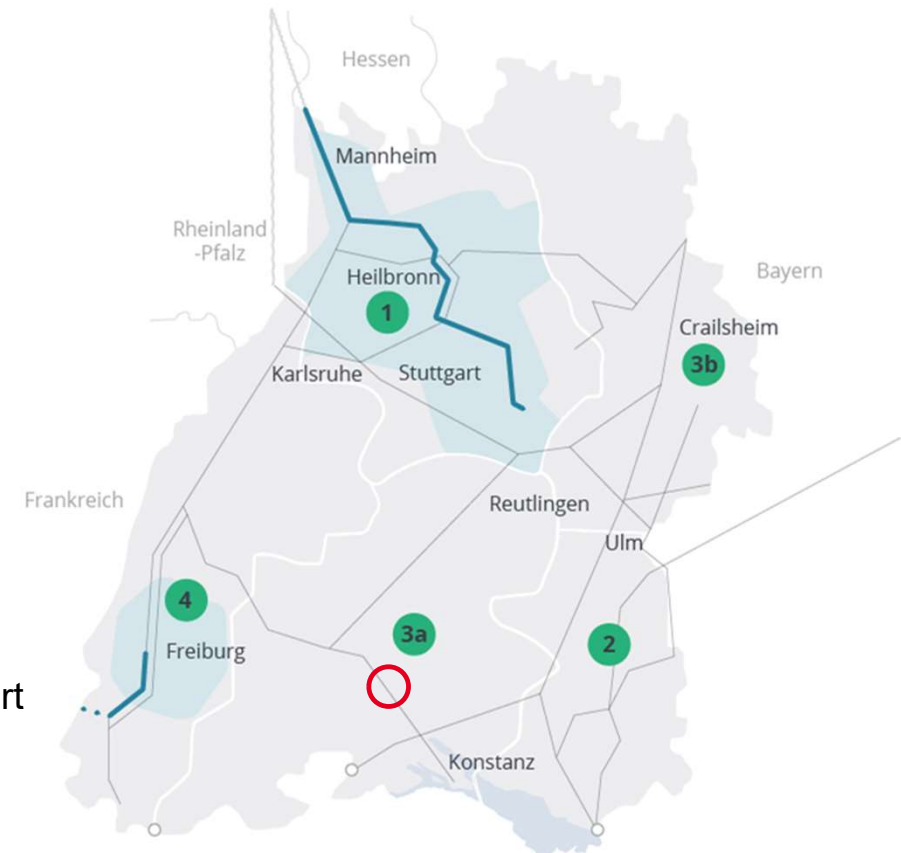 Hessen
Mannheim
Rheinland
-Pfalz
Heilbronn
1
Bayern
Crailsheim
3b
Karlsruhe
Stuttgart
Frankreich
Reutlingen
Ulm
4
3a
2
Freiburg
rt
Konstanz